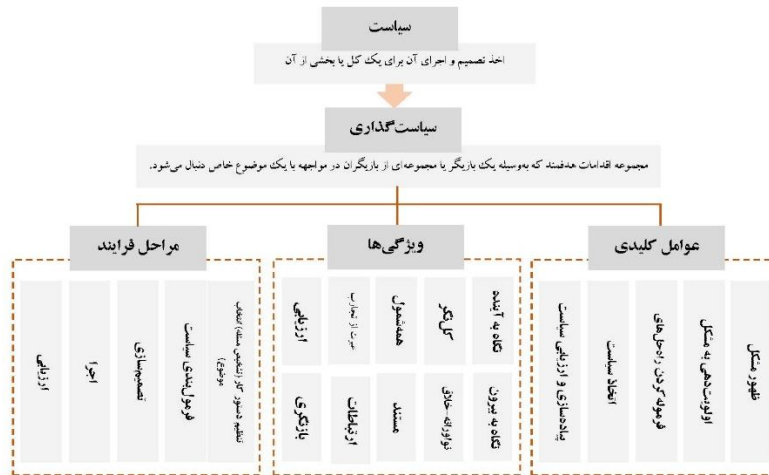 سیاست
اخذ تصمیم و اجرای آن برای یک کل یا بخشی از آن
سیاست‌گذاری
مجموعه اقدامات هدفمند که به‌وسیله یک بازیگر یا مجموعه‌ای از بازیگران در مواجهه با یک موضوع خاص دنبال می‌شود.
عوامل کلیدی
ظهور مشکل
اولویت‌دهی به مشکل
فرموله کردن راه‌حل‌های
اتخاذ سیاست
پیاده‌سازی و ارزیابی سیاست
ویژگی‌ها
نگاه به آینده
کل‌نگر
همه‌شمول
عبرت از تجارب
ارزیابی
نگاه به بیرون
نوآورانه-خلاق
مستند
ارتباطات
بازنگری
مراحل فرایند
تنظیم دستور کار (تشخیص مسئله/ انتخاب
موضوع)
فرمول‌بندی سیاست
تصمیم‌سازی
اجرا
ارزیابی